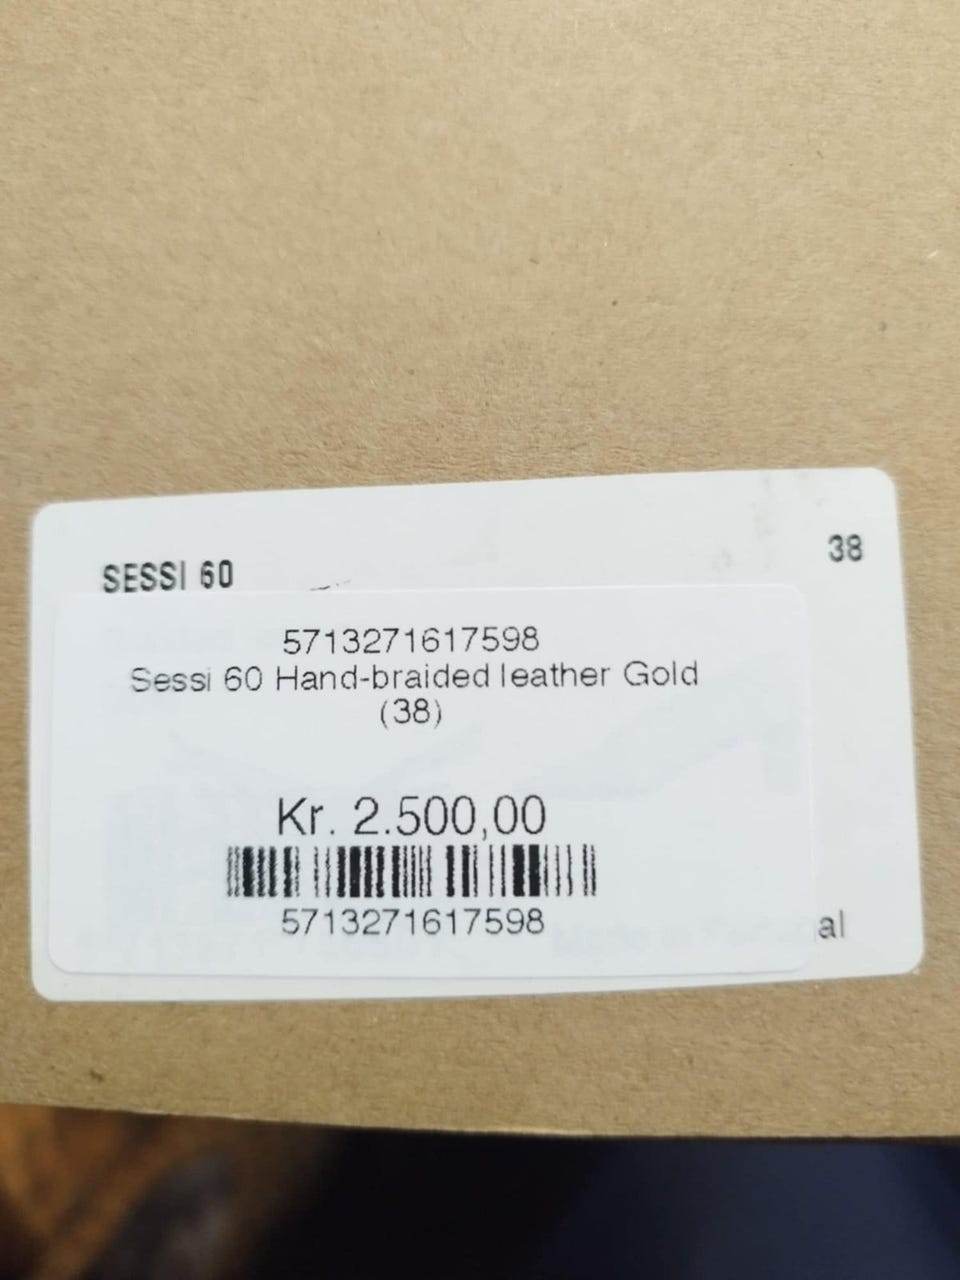 SESSI 60
38
5713271617598
Sessi 60 Hand-braided leather Gold
(38)
Kr. 2.500,00
5713271617598
al